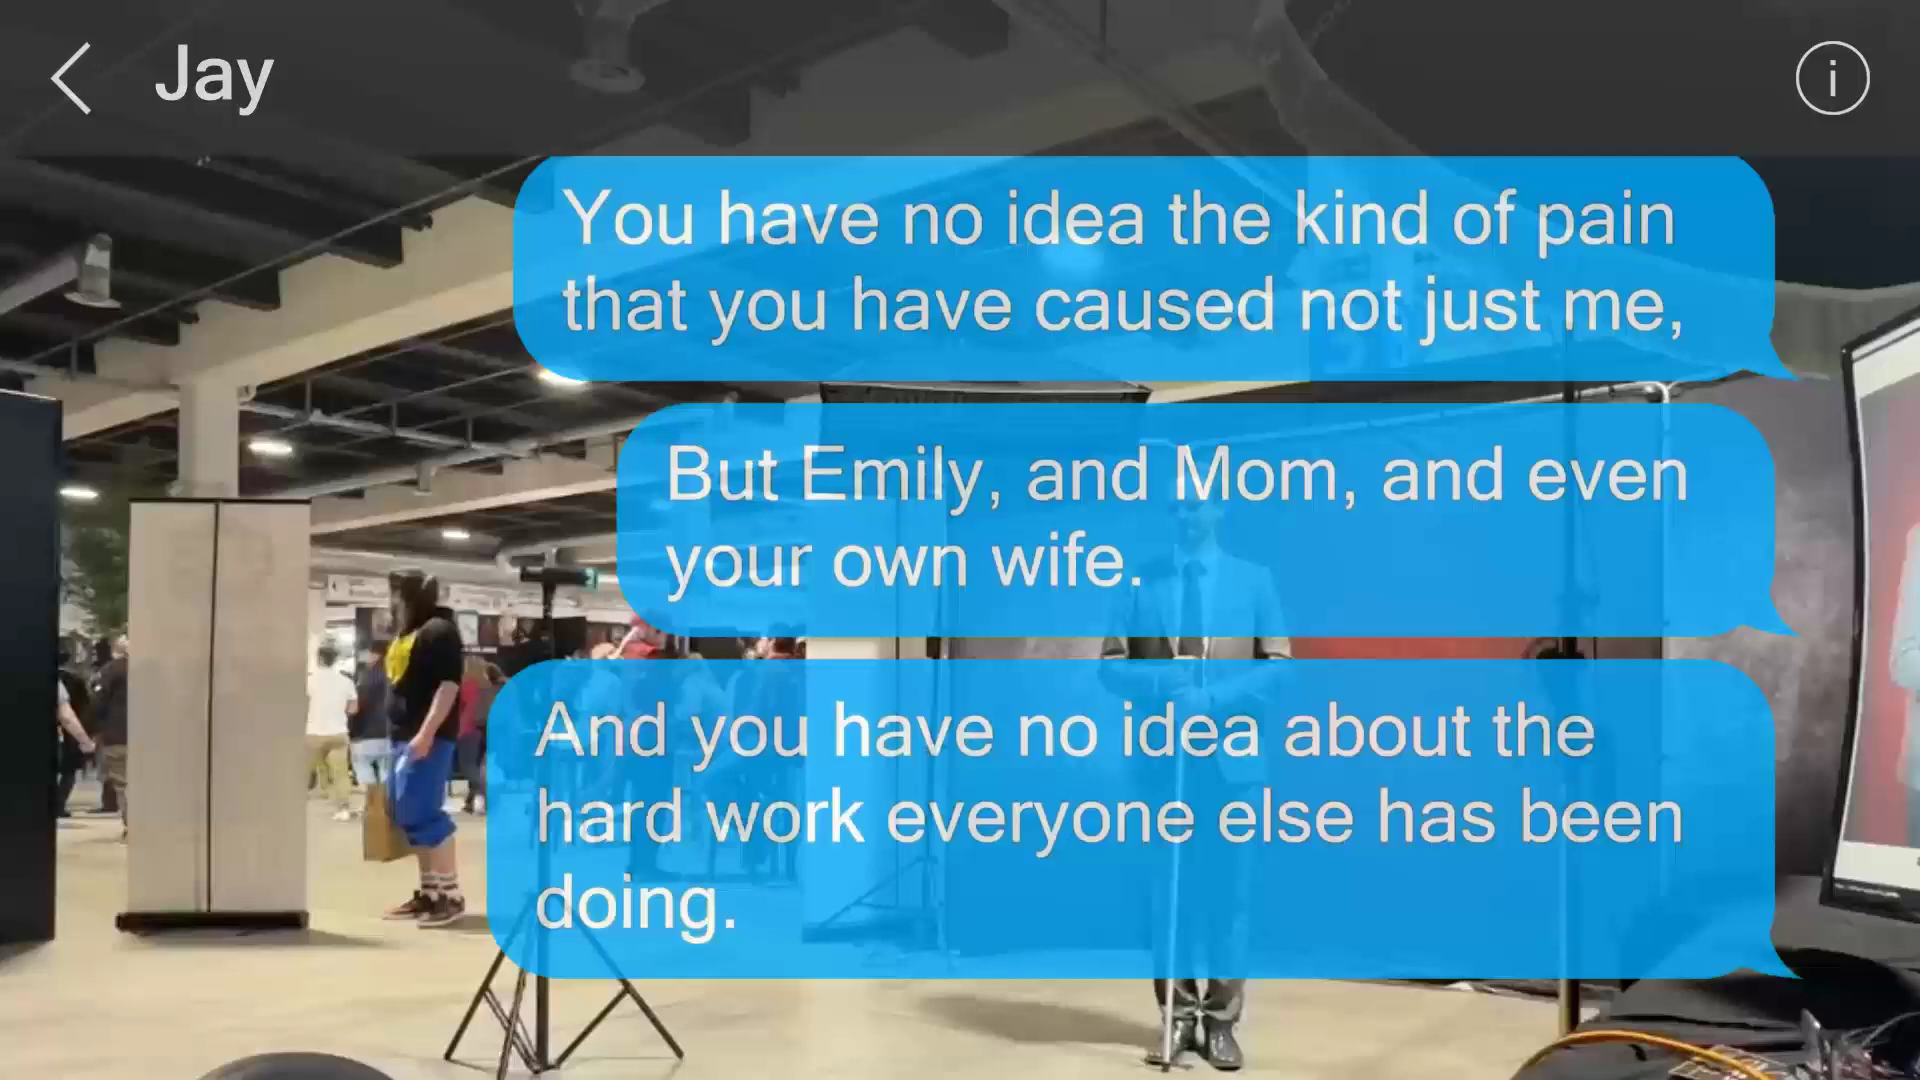 Jay
You have no idea the kind of pain
that you have caused not just me,
But Emily, and Mom, and even
your own wife.
And you have no idea about the
hard work everyone else has been
doing.